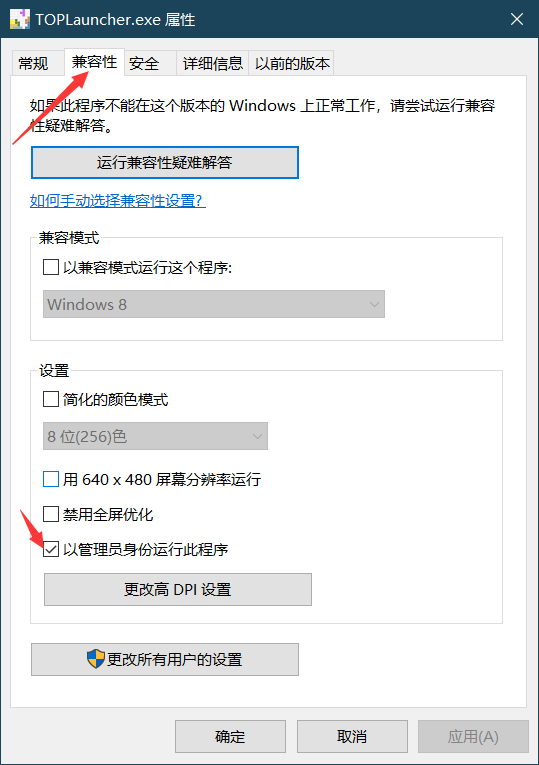 TOPLauncher.exe 属性
常规 兼容性 安全 详细信息 以前的版本
如果此程序不能在这个版本的 Windows 上正常工作，请尝试运行兼容
性疑难解答。
运行兼容性疑难解答
如何手动选择兼容性设置?
兼容模式
以兼容模式运行这个程序:
Windows 8
设置
简化的颜色模式
8 位(256)色
用 640 x 480 屏幕分辨率运行
禁用全屏优化
以管理员身份运行此程序
更改高 DPI 设置
更改所有用户的设置
确定 取消 应用(A)